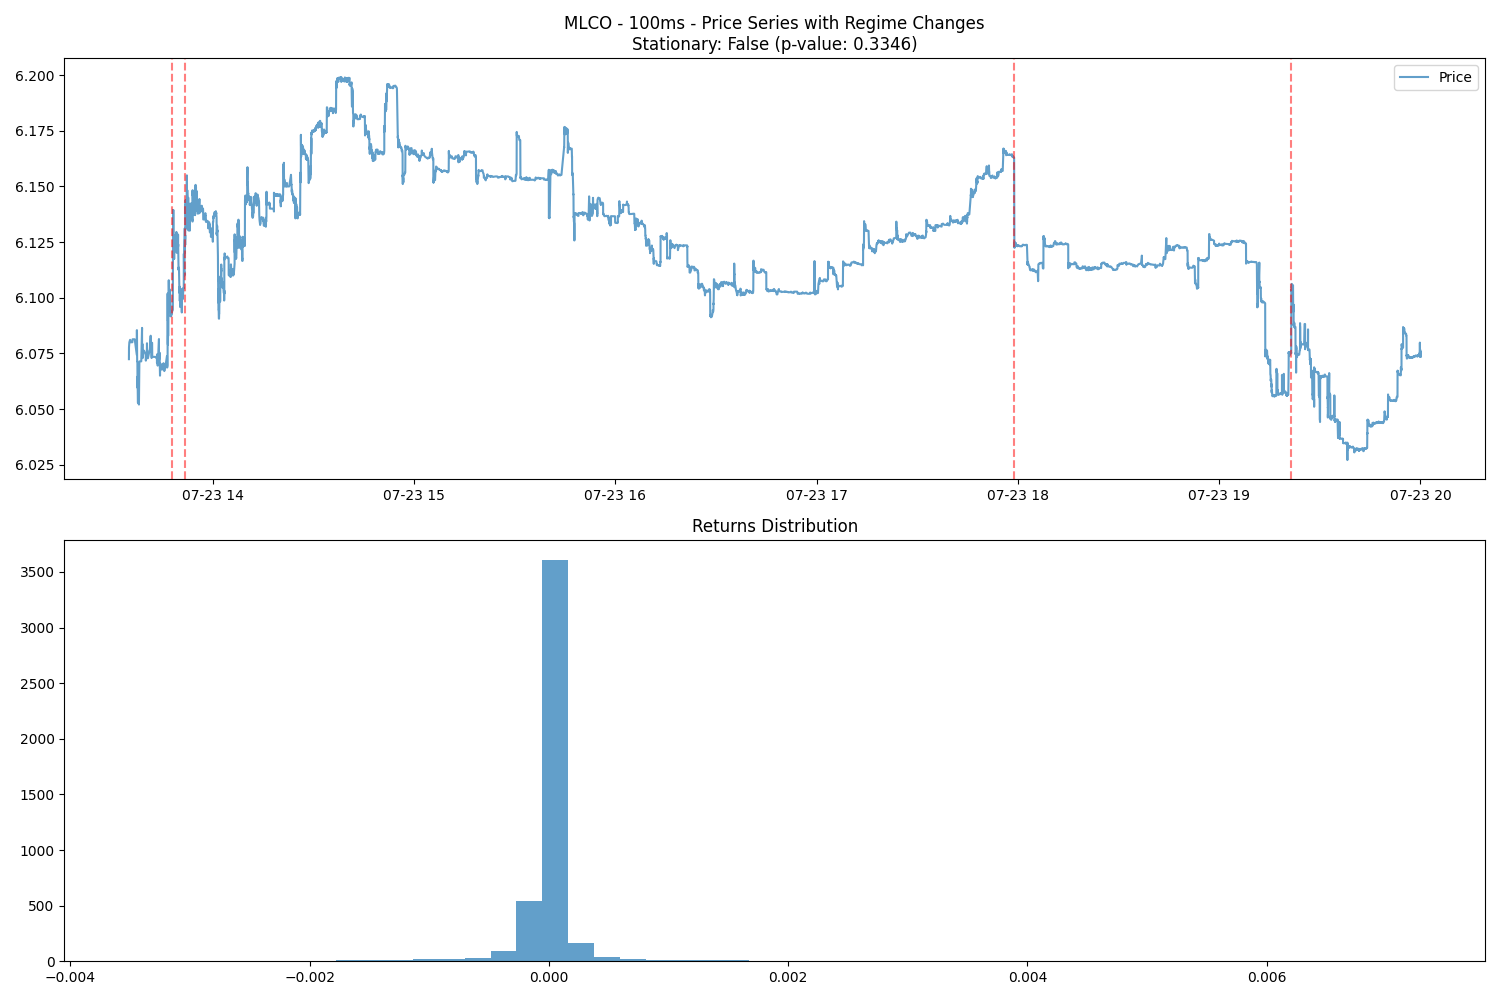 MLCO - 100ms - Price Series with Regime Changes
Stationary: False (p-value: 0.3346)
Price
6.200
6.175
6.150
6.125
6.100
6.075
6.050
6.025
07-23 14 07-23 15 07-23 16 07-23 17 07-23 18 07-23 19 07-23 20
Returns Distribution
3500
3000
2500
2000
1500
1000
500
0
−0.004 −0.002 0.000 0.002 0.004 0.006